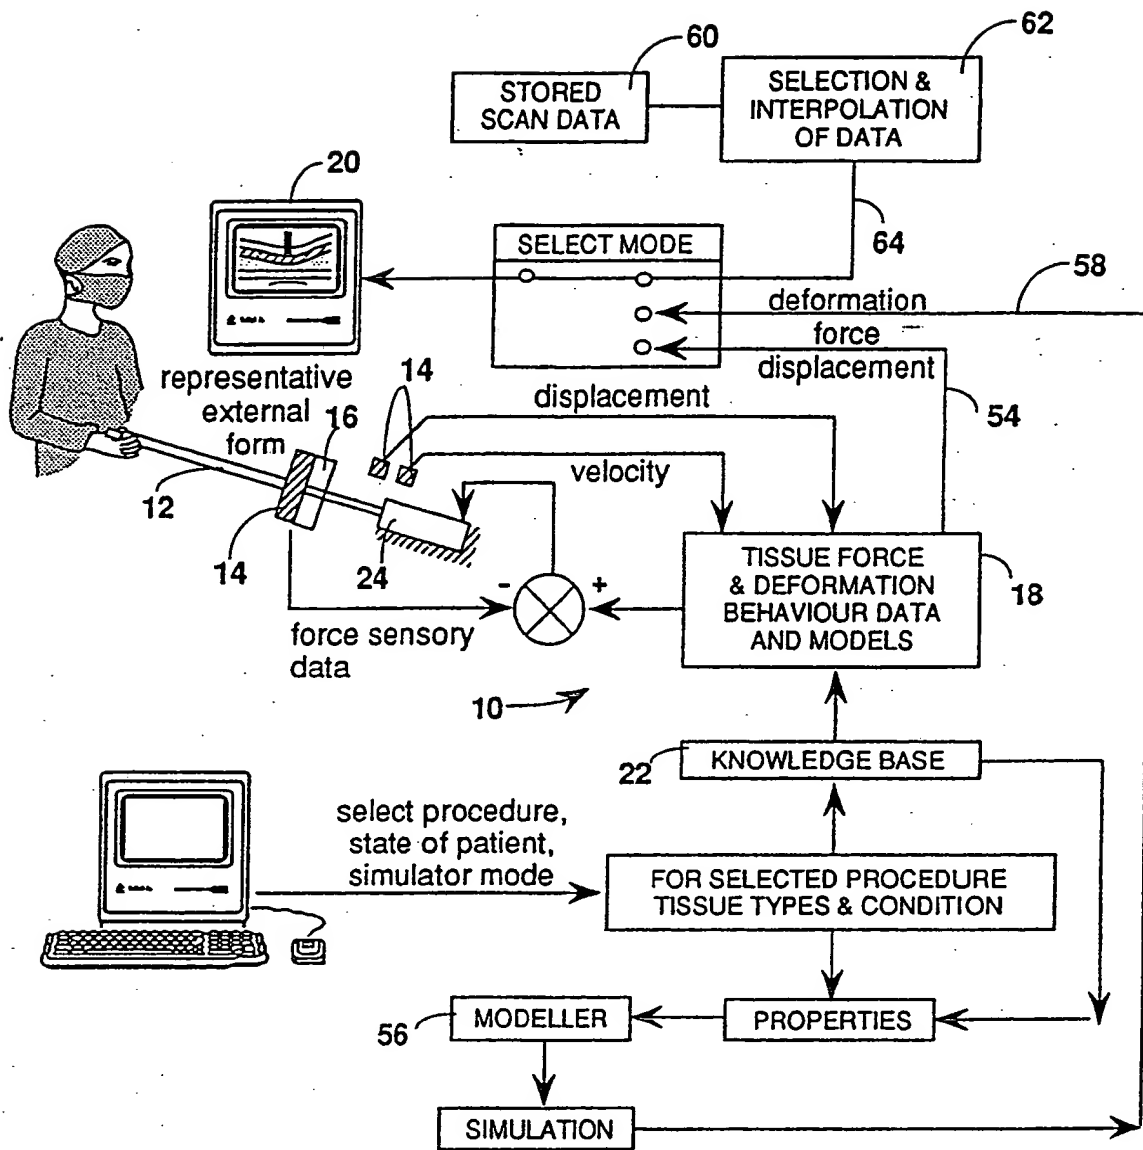 60
62
STORED
SCAN DATA
SELECTION &
INTERPOLATION
OF DATA
20
64
SELECT MODE
58
deformation
force
displacement
54
representative
external
form
16
14
displacement
velocity
12
14
24
-
+
TISSUE FORCE
& DEFORMATION
BEHAVIOUR DATA
AND MODELS
18
force sensory
data
10
22
KNOWLEDGE BASE
select procedure,
state of patient,
simulator mode
FOR SELECTED PROCEDURE
TISSUE TYPES & CONDITION
56
MODELLER
PROPERTIES
SIMULATION